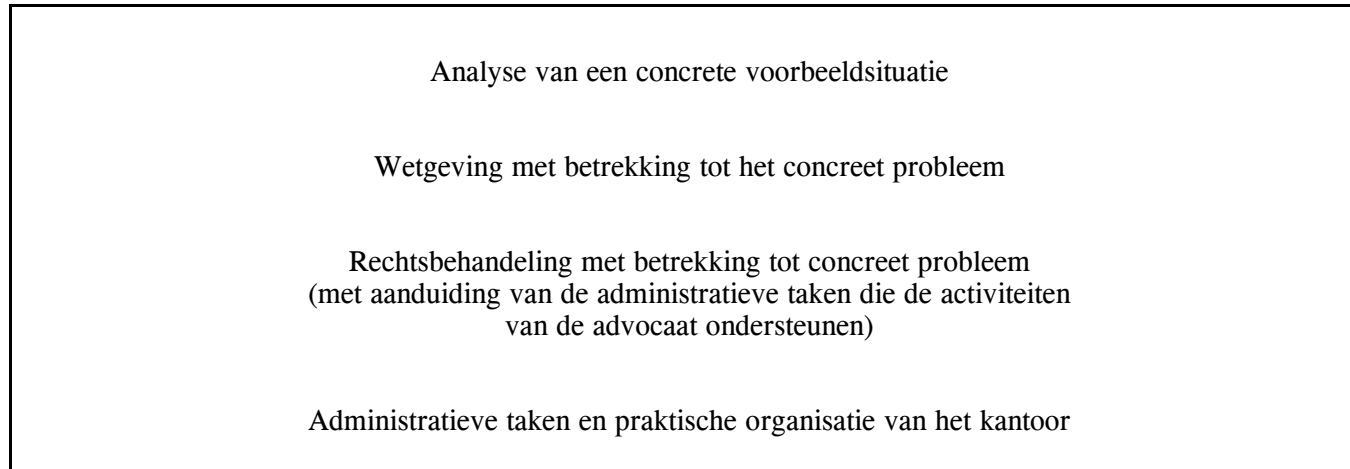 Analyse van een concrete voorbeeldsituatie
Wetgeving met betrekking tot het concreet probleem
Rechtsbehandeling met betrekking tot concreet probleem
(met aanduiding van de administratieve taken die de activiteiten
van de advocaat ondersteunen)
Administratieve taken en praktische organisatie van het kantoor